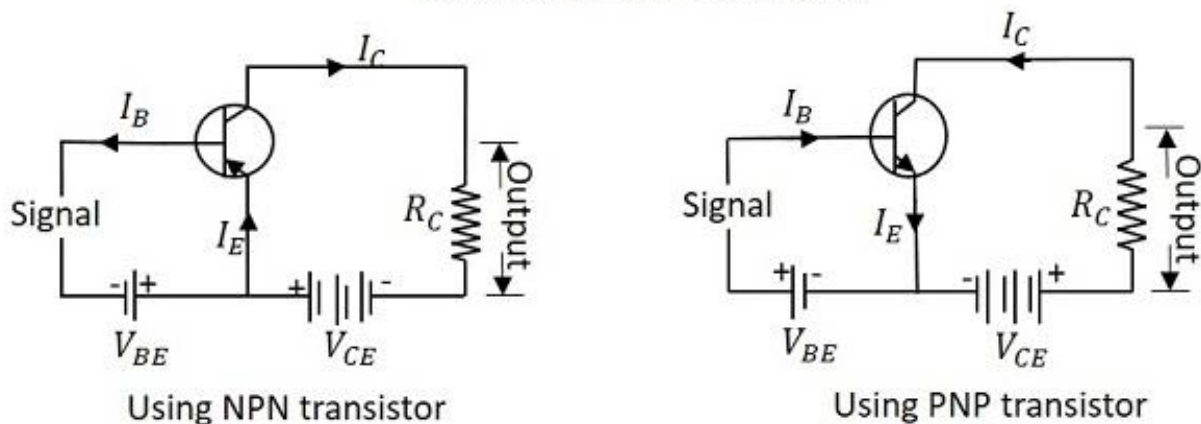 I_C
I_B
Signal
I_E
R_C
Output
- +
+ -
V_BE
V_CE
Using NPN transistor
I_C
I_B
Signal
I_E
R_C
Output
+ -
- +
V_BE
V_CE
Using PNP transistor